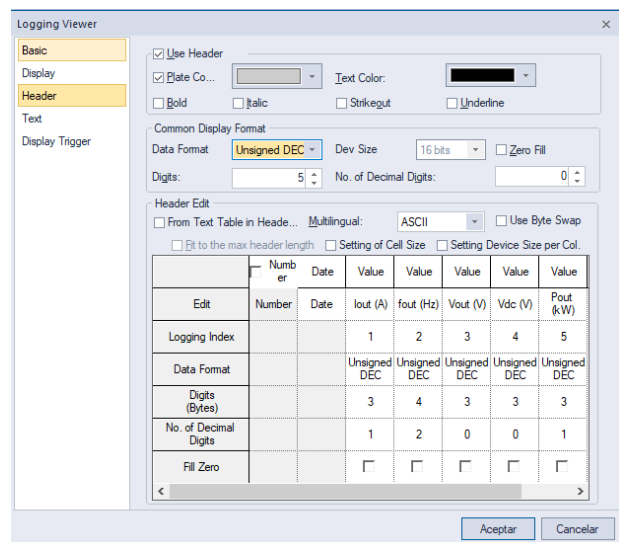 Logging Viewer
Basic
Display
Header
Text
Display Trigger
Use Header
Plate Co... Text Color:
Bold Italic Strikeout Underline
Common Display Format
Data Format Unsigned DEC Dev Size 16 bits Zero Fill
Digits: 5 No. of Decimal Digits: 0
Header Edit
From Text Table in Heade... Multilingual: ASCII Use Byte Swap
Fit to the max header length Setting of Cell Size Setting Device Size per Col.
Numb
er Date Value Value Value Value Value
Edit Number Date Iout (A) fout (Hz) Vout (V) Vdc (V) Pout
(kW)
Logging Index 1 2 3 4 5
Data Format Unsigned
DEC Unsigned
DEC Unsigned
DEC Unsigned
DEC Unsigned
DEC
Digits
(Bytes) 3 4 3 3 3
No. of Decimal
Digits 1 2 0 0 1
Fill Zero
Aceptar Cancelar